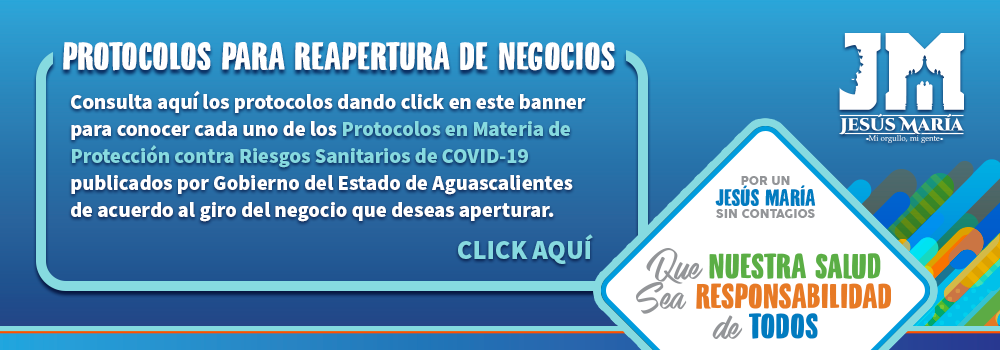 PROTOCOLOS PARA REAPERTURA DE NEGOCIOS
Consulta aquí los protocolos dando click en este banner
para conocer cada uno de los Protocolos en Materia de
Protección contra Riesgos Sanitarios de COVID-19
publicados por Gobierno del Estado de Aguascalientes
de acuerdo al giro del negocio que deseas aperturar.
CLICK AQUÍ
JM
JESÚS MARÍA
-Mi orgullo, mi gente-
POR UN
JESÚS MARÍA
SIN CONTAGIOS
Que NUESTRA SALUD
Sea RESPONSABILIDAD
de TODOS